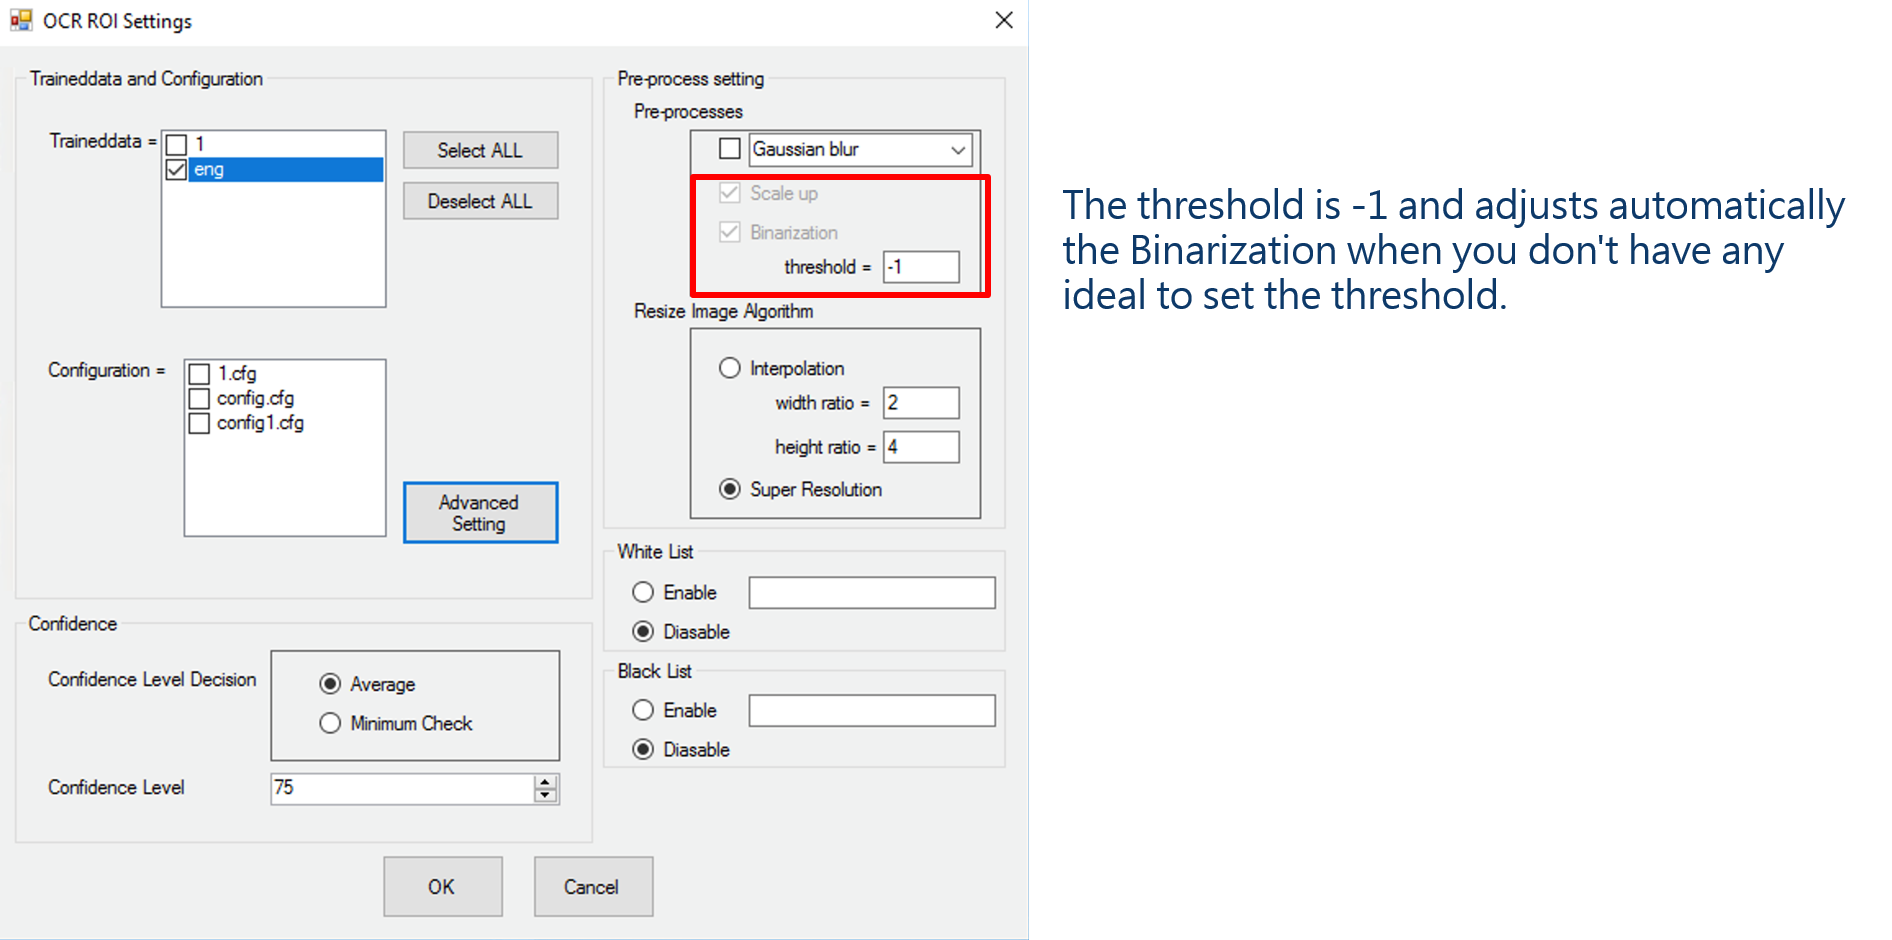 OCR ROI Settings
Traineddata and Configuration
Traineddata =
1
eng
Select ALL
Deselect ALL
Configuration =
1.cfg
config.cfg
config1.cfg
Advanced
Setting
Confidence
Confidence Level Decision
Average
Minimum Check
Confidence Level
75
Pre-process setting
Pre-processes
Gaussian blur
Scale up
Binarization
threshold = -1
Resize Image Algorithm
Interpolation
width ratio = 2
height ratio = 4
Super Resolution
White List
Enable
Diasable
Black List
Enable
Diasable
OK
Cancel
The threshold is -1 and adjusts automatically
the Binarization when you don't have any
ideal to set the threshold.